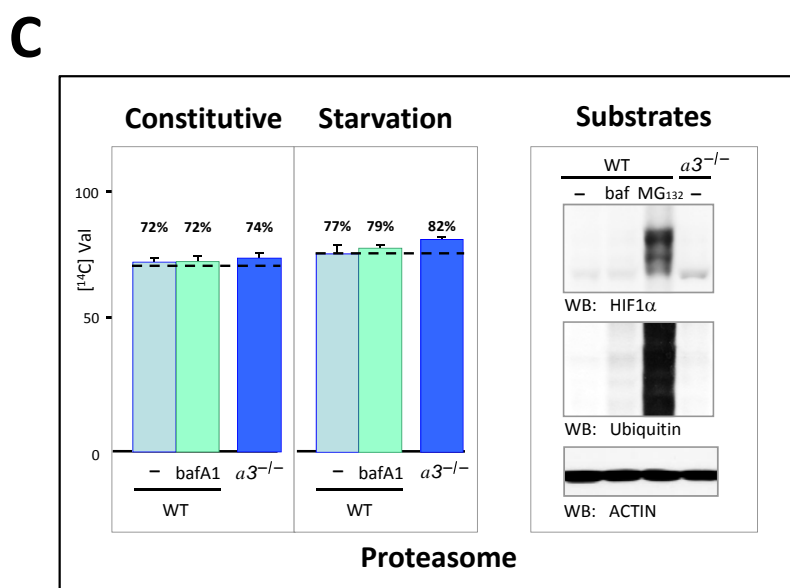 C
Constitutive Starvation Substrates
WT a3−/−
− baf MG132 −
100
72% 72% 74% 77% 79% 82%
[14C] Val
50
0
WB: HIF1α
WB: Ubiquitin
− bafA1 a3−/− − bafA1 a3−/−
WT WT
WB: ACTIN
Proteasome